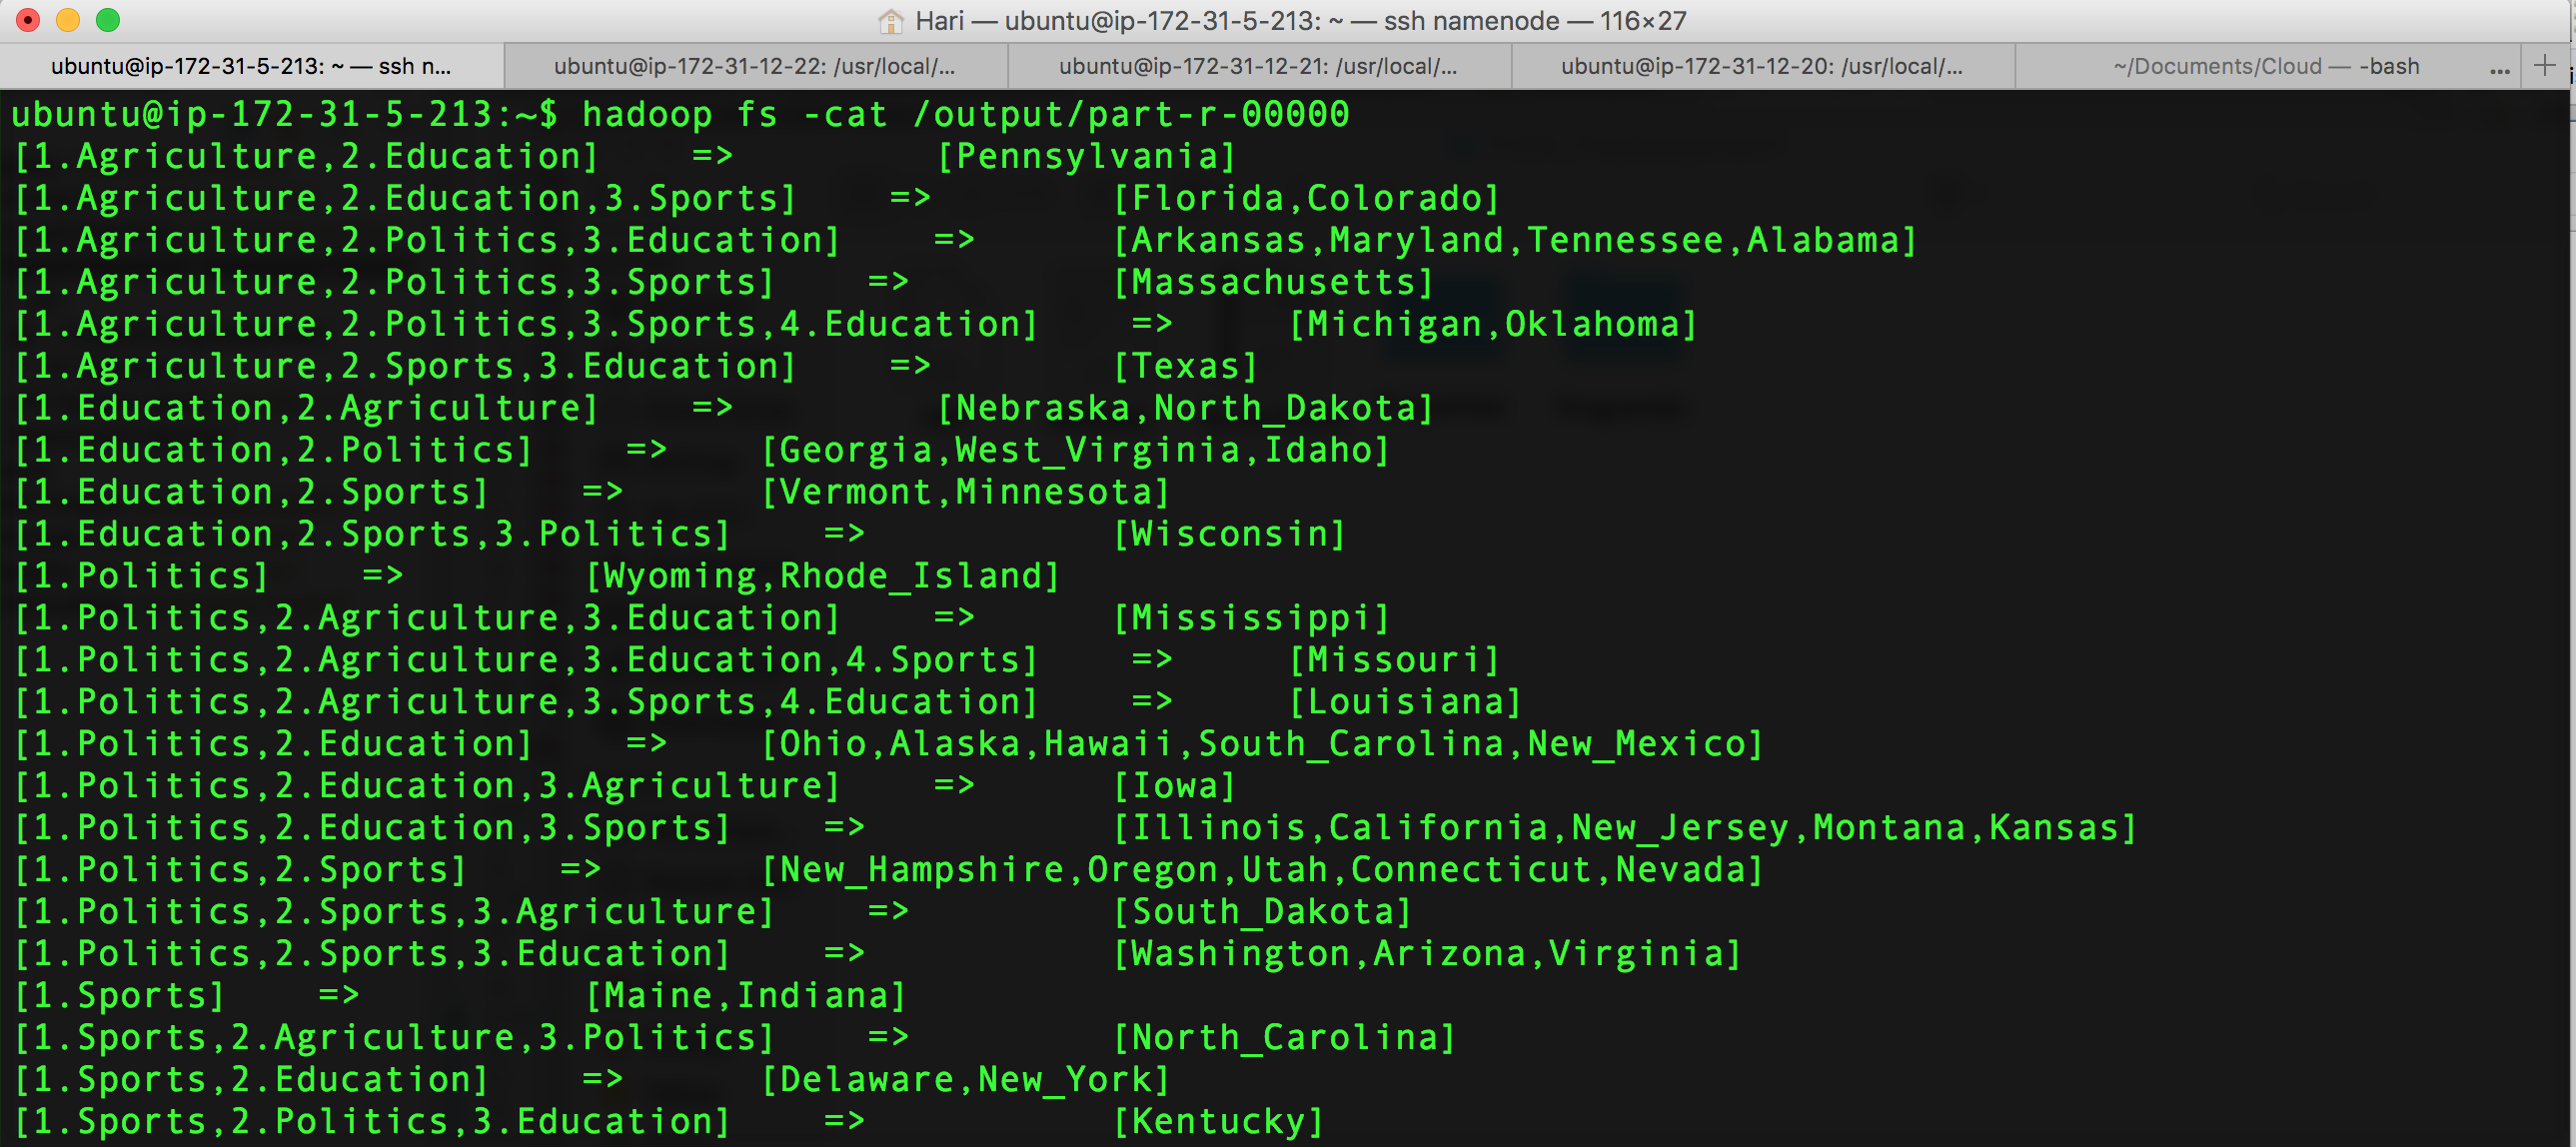 Hari — ubuntu@ip-172-31-5-213: ~ — ssh namenode — 116×27
ubuntu@ip-172-31-5-213: ~ — ssh n... ubuntu@ip-172-31-12-22: /usr/local/... ubuntu@ip-172-31-12-21: /usr/local/... ubuntu@ip-172-31-12-20: /usr/local/... ~/Documents/Cloud — -bash ... +
ubuntu@ip-172-31-5-213:~$ hadoop fs -cat /output/part-r-00000
[1.Agriculture,2.Education] => [Pennsylvania]
[1.Agriculture,2.Education,3.Sports] => [Florida,Colorado]
[1.Agriculture,2.Politics,3.Education] => [Arkansas,Maryland,Tennessee,Alabama]
[1.Agriculture,2.Politics,3.Sports] => [Massachusetts]
[1.Agriculture,2.Politics,3.Sports,4.Education] => [Michigan,Oklahoma]
[1.Agriculture,2.Sports,3.Education] => [Texas]
[1.Education,2.Agriculture] => [Nebraska,North_Dakota]
[1.Education,2.Politics] => [Georgia,West_Virginia,Idaho]
[1.Education,2.Sports] => [Vermont,Minnesota]
[1.Education,2.Sports,3.Politics] => [Wisconsin]
[1.Politics] => [Wyoming,Rhode_Island]
[1.Politics,2.Agriculture,3.Education] => [Mississippi]
[1.Politics,2.Agriculture,3.Education,4.Sports] => [Missouri]
[1.Politics,2.Agriculture,3.Sports,4.Education] => [Louisiana]
[1.Politics,2.Education] => [Ohio,Alaska,Hawaii,South_Carolina,New_Mexico]
[1.Politics,2.Education,3.Agriculture] => [Iowa]
[1.Politics,2.Education,3.Sports] => [Illinois,California,New_Jersey,Montana,Kansas]
[1.Politics,2.Sports] => [New_Hampshire,Oregon,Utah,Connecticut,Nevada]
[1.Politics,2.Sports,3.Agriculture] => [South_Dakota]
[1.Politics,2.Sports,3.Education] => [Washington,Arizona,Virginia]
[1.Sports] => [Maine,Indiana]
[1.Sports,2.Agriculture,3.Politics] => [North_Carolina]
[1.Sports,2.Education] => [Delaware,New_York]
[1.Sports,2.Politics,3.Education] => [Kentucky]